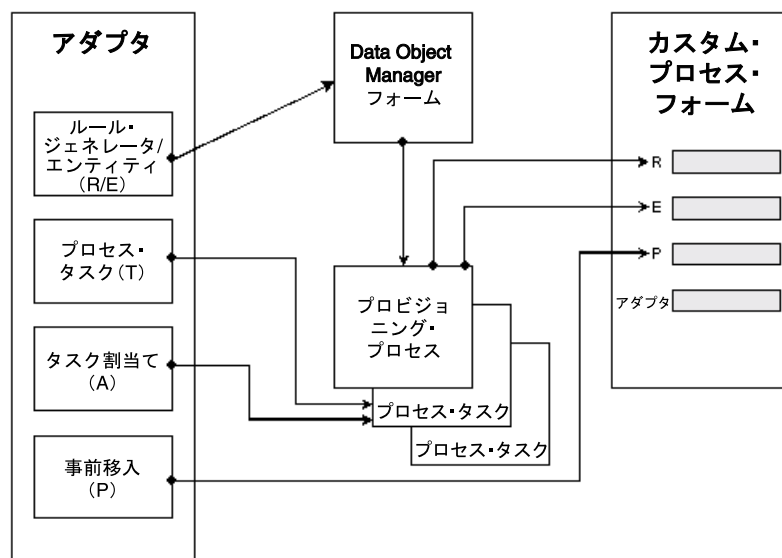 アダプタ
ルール・
ジェネレータ/
エンティティ
(R/E)
プロセス・
タスク(T)
タスク割当て
(A)
事前移入
(P)
Data Object
Manager
フォーム
プロビジョ
ニング・
プロセス
プロセス・タスク
プロセス・タスク
カスタム・
プロセス・
フォーム
R
E
P
アダプタ